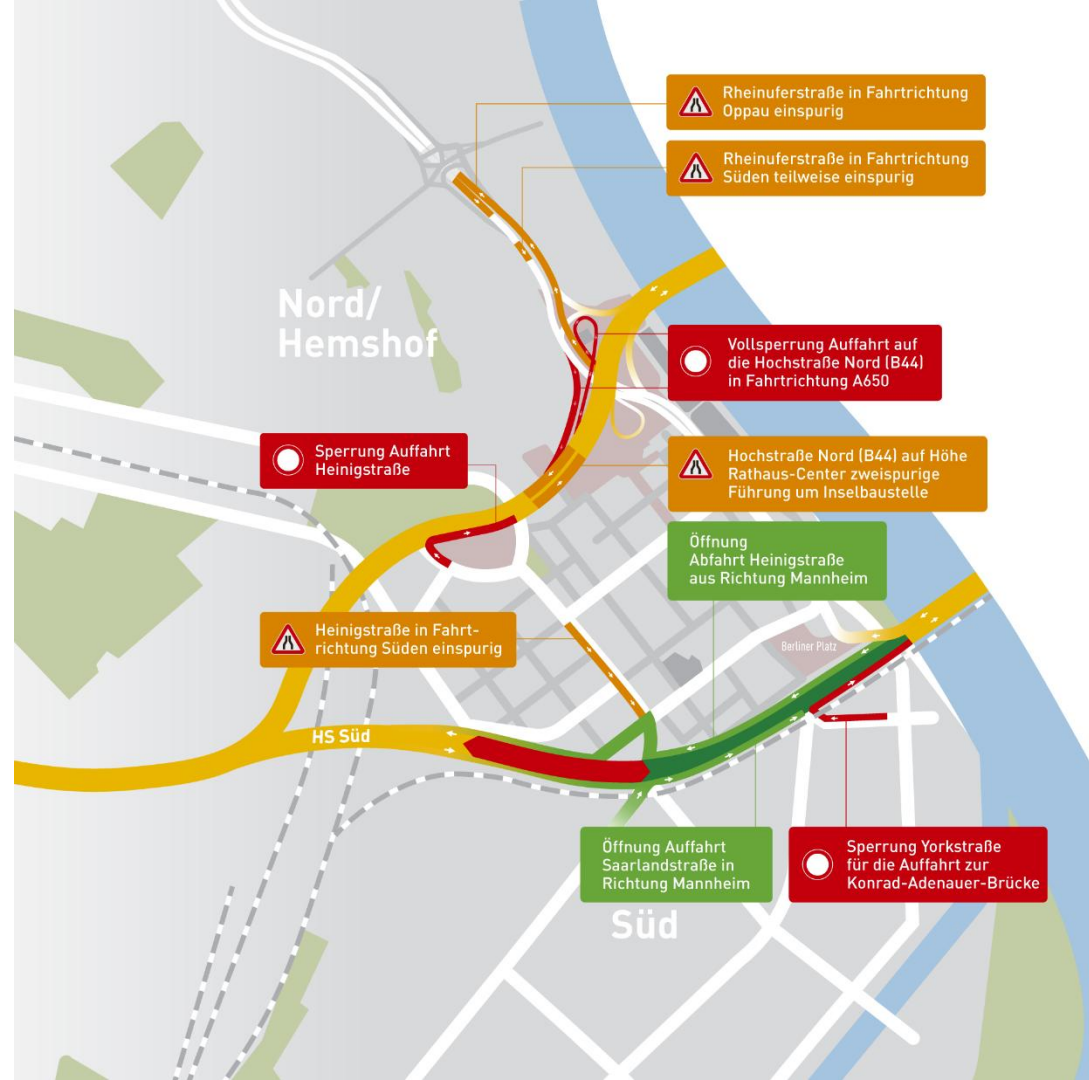 Rheinuferstraße in Fahrtrichtung
Oppau einspurig
Rheinuferstraße in Fahrtrichtung
Süden teilweise einspurig
Nord/
Hemshof
Vollsperrung Auffahrt auf
die Hochstraße Nord (B44)
in Fahrtrichtung A650
Sperrung Auffahrt
Heinigstraße
Hochstraße Nord (B44) auf Höhe
Rathaus-Center zweispurige
Führung um Inselbaustelle
Öffnung
Abfahrt Heinigstraße
aus Richtung Mannheim
Heinigstraße in Fahrt-
richtung Süden einspurig
Berliner Platz
HS Süd
Öffnung Auffahrt
Saarlandstraße in
Richtung Mannheim
Sperrung Yorkstraße
für die Auffahrt zur
Konrad-Adenauer-Brücke
Süd